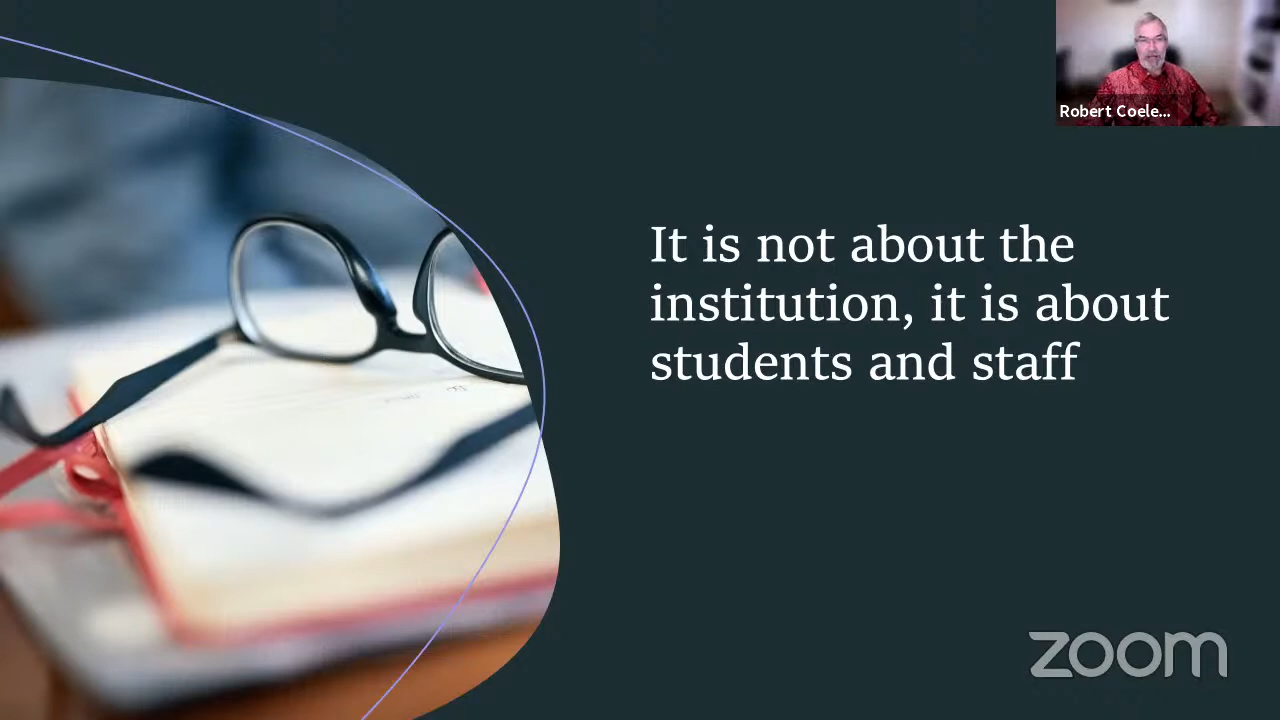 Robert Coele...
It is not about the
institution, it is about
students and staff
zoom